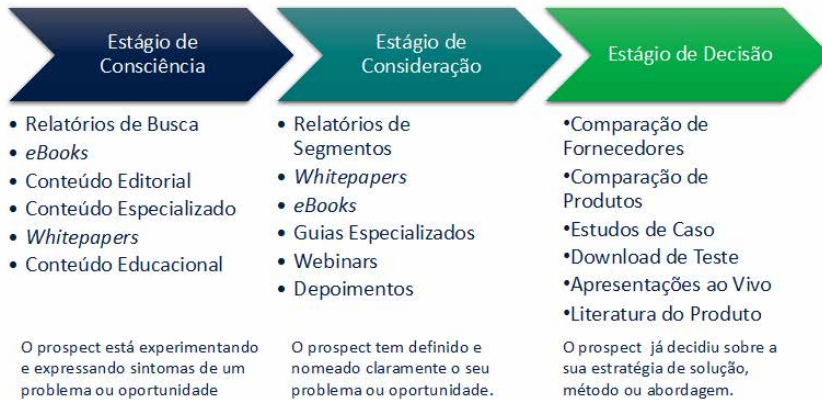 Estágio de
Consciência
• Relatórios de Busca
• eBooks
• Conteúdo Editorial
• Conteúdo Especializado
• Whitepapers
• Conteúdo Educacional
O prospect está experimentando
e expressando sintomas de um
problema ou oportunidade
Estágio de
Consideração
• Relatórios de
Segmentos
• Whitepapers
• eBooks
• Guias Especializados
• Webinars
• Depoimentos
O prospect tem definido e
nomeado claramente o seu
problema ou oportunidade.
Estágio de Decisão
•Comparação de
Fornecedores
•Comparação de
Produtos
•Estudos de Caso
•Download de Teste
•Apresentações ao Vivo
•Literatura do Produto
O prospect já decidiu sobre a
sua estratégia de solução,
método ou abordagem.